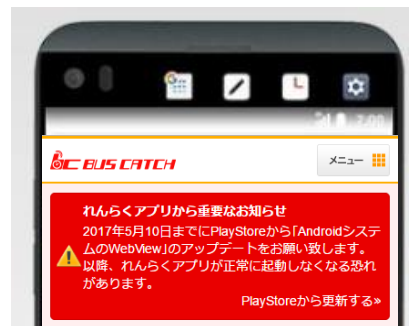 7:00
BUS CATCH
メニュー
れんらくアプリから重要なお知らせ
2017年5月10日までにPlayStoreから「Androidシステ
ムのWebView」のアップデートをお願い致します。
以降、れんらくアプリが正常に起動しなくなる恐れ
があります。
PlayStoreから更新する»